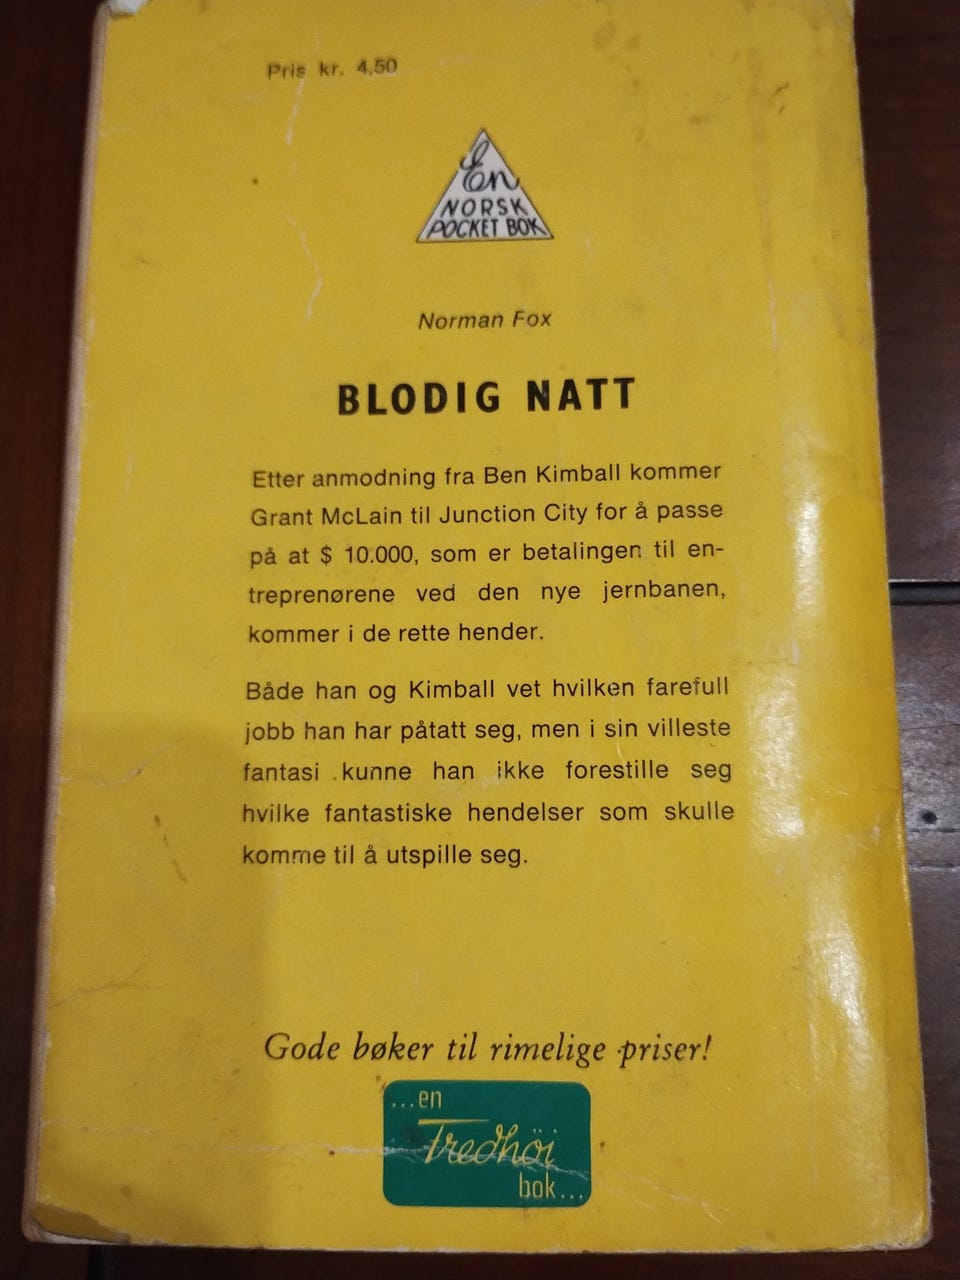 Pris kr. 4,50
En
NORSK
POCKET BOK
Norman Fox
BLODIG NATT
Etter anmodning fra Ben Kimball kommer
Grant McLain til Junction City for å passe
på at $ 10.000, som er betalingen til en-
treprenørene ved den nye jernbanen,
kommer i de rette hender.
Både han og Kimball vet hvilken farefull
jobb han har påtatt seg, men i sin villeste
fantasi kunne han ikke forestille seg
hvilke fantastiske hendelser som skulle
komme til å utspille seg.
Gode bøker til rimelige priser!
...en
Tredhöi
bok...